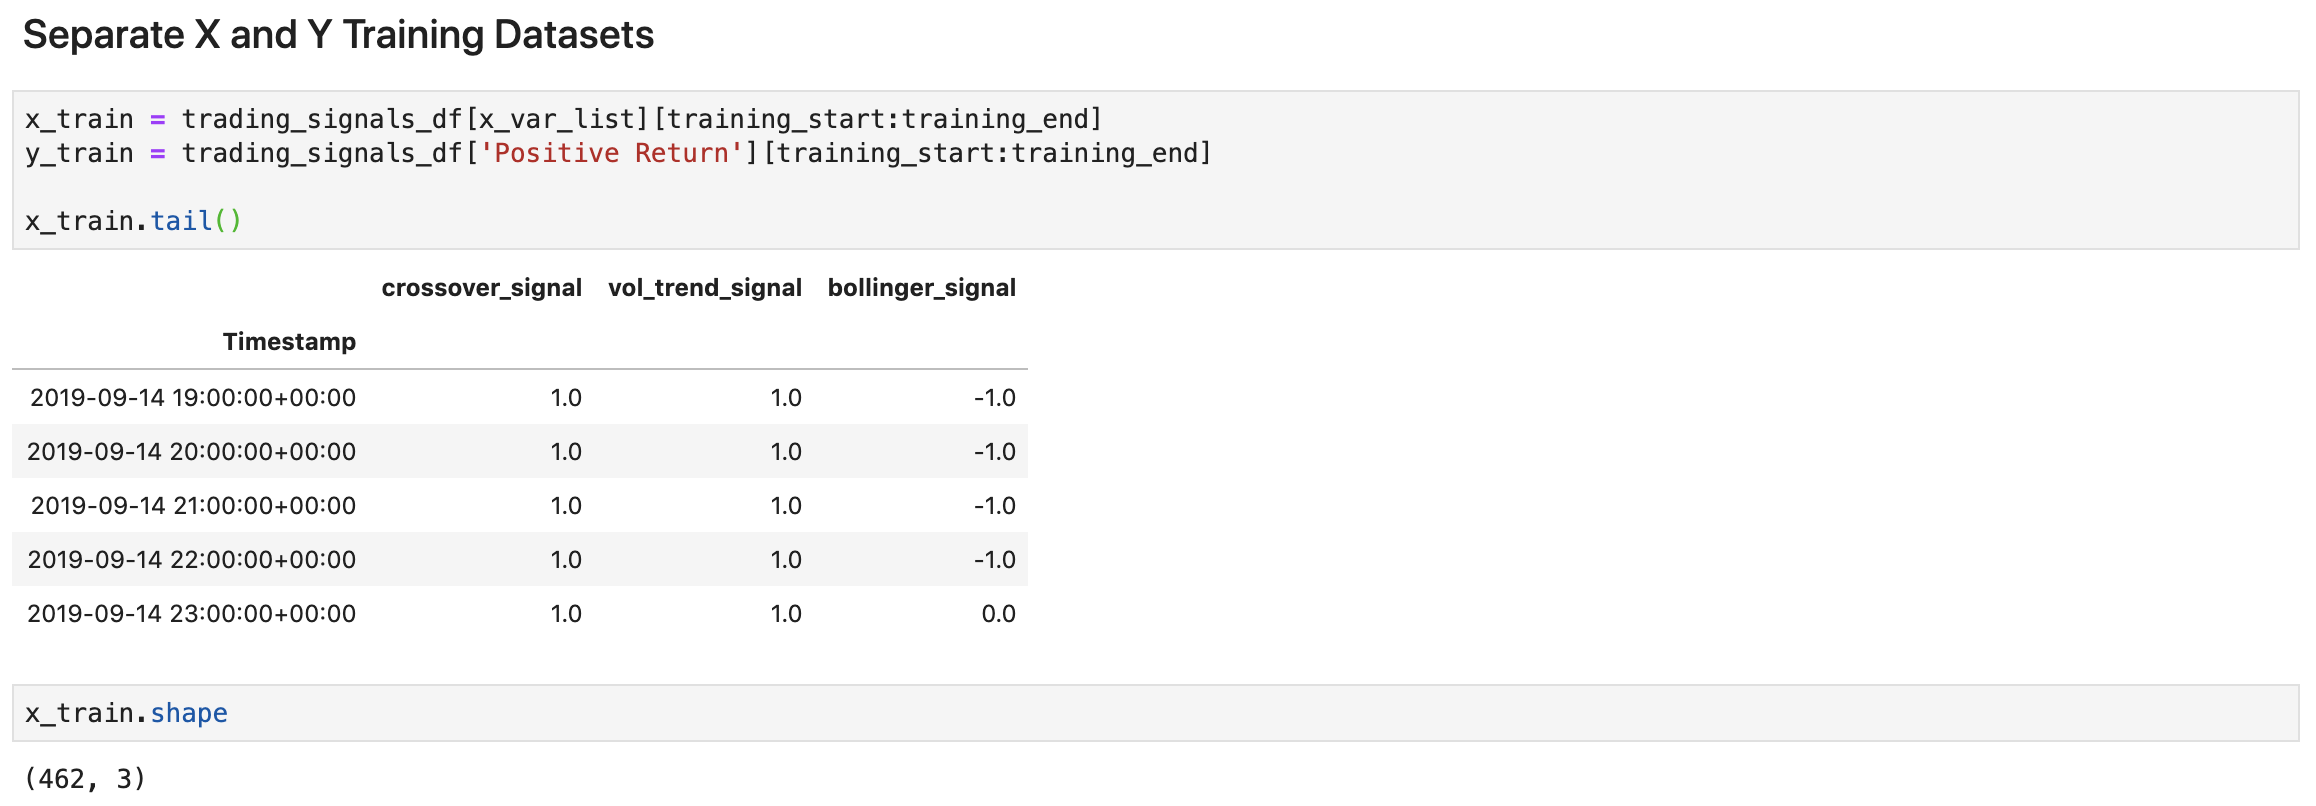 Separate X and Y Training Datasets
x_train = trading_signals_df[x_var_list][training_start:training_end]
y_train = trading_signals_df['Positive Return'][training_start:training_end]
x_train.tail()
crossover_signal vol_trend_signal bollinger_signal
Timestamp
2019-09-14 19:00:00+00:00 1.0 1.0 -1.0
2019-09-14 20:00:00+00:00 1.0 1.0 -1.0
2019-09-14 21:00:00+00:00 1.0 1.0 -1.0
2019-09-14 22:00:00+00:00 1.0 1.0 -1.0
2019-09-14 23:00:00+00:00 1.0 1.0 0.0
x_train.shape
(462, 3)